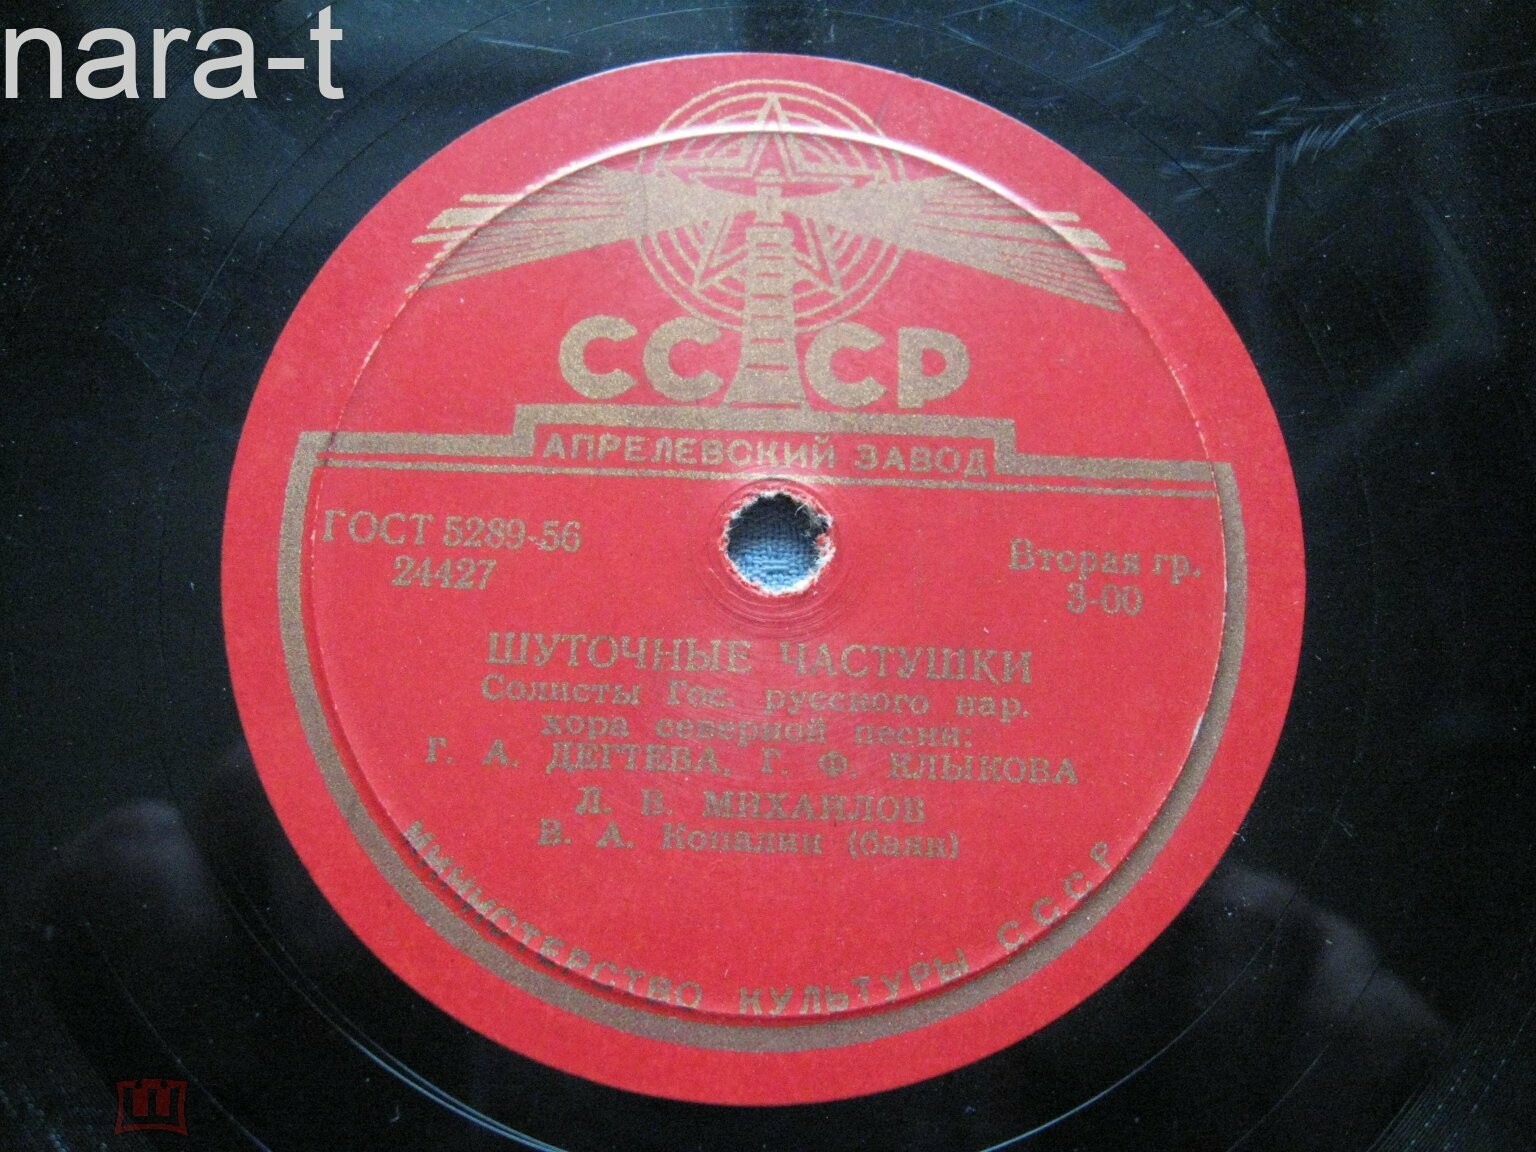 nara-t
СССР
АПРЕЛЕВСКИЙ ЗАВОД
ГОСТ 5289-56
24427
Вторая гр.
3-00
ШУТОЧНЫЕ ЧАСТУШКИ
Солисты Гос. русского нар.
хора северной песни:
Г. А. ДЕГТЕВА, Г. Ф. КЛЫКОВА
Л. В. МИХАЙЛОВ
В. А. Копалин (баян)
МИНИСТЕРСТВО КУЛЬТУРЫ СССР